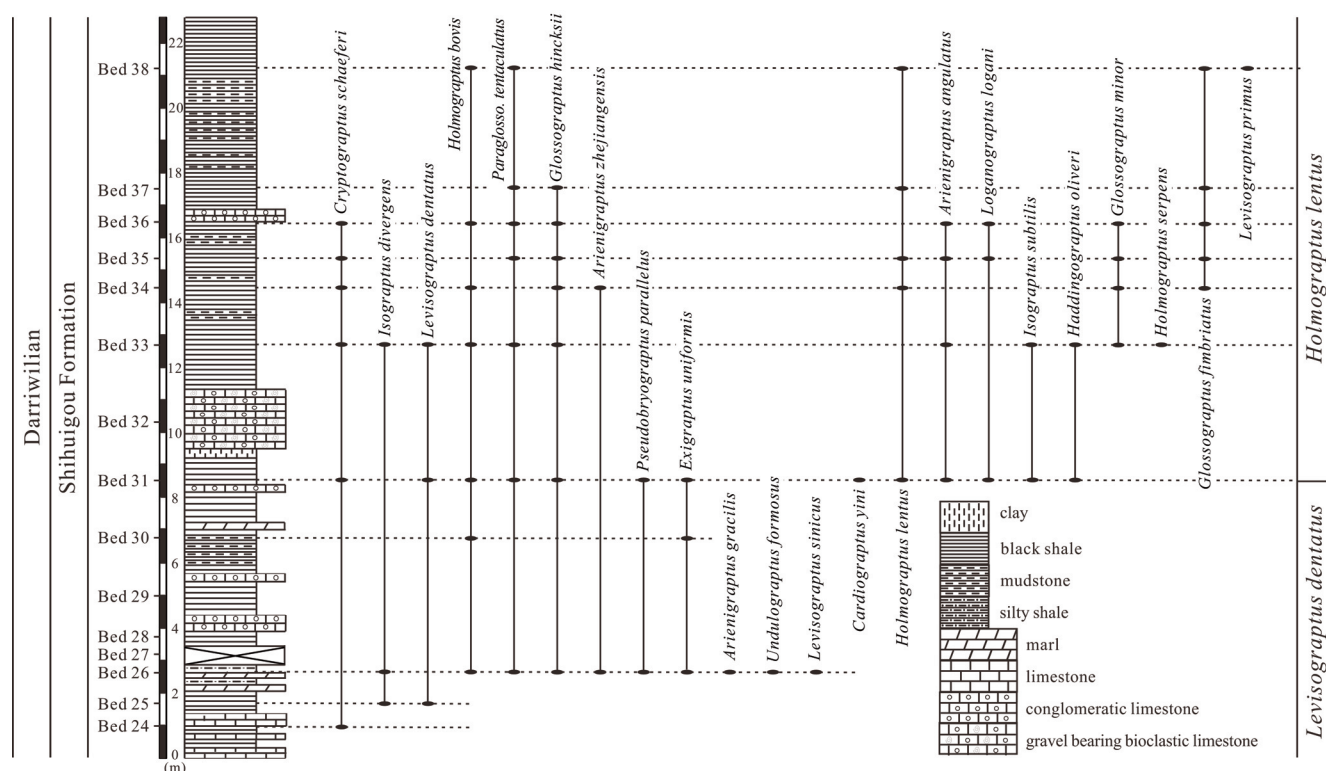 Darriwilian
Shihuigou Formation
Bed 38
Bed 37
Bed 36
Bed 35
Bed 34
Bed 33
Bed 32
Bed 31
Bed 30
Bed 29
Bed 28
Bed 27
Bed 26
Bed 25
Bed 24
22
20
18
16
14
12
10
8
6
4
2
0
(m)
Cryptograptus schaeferi
Isograptus divergens
Levisograptus dentatus
Holmograptus bovis
Paraglosso. tentaculatus
Glossograptus hincksii
Arienigraptus zhejiangensis
Pseudobryograptus parallelus
Exigraptus uniformis
Arienigraptus gracilis
Undulograptus formosus
Levisograptus sinicus
Cardiograptus yini
Holmograptus lentus
Arienigraptus angulatus
Loganograptus logani
Isograptus subtilis
Haddingograptus oliveri
Glossograptus minor
Holmograptus serpens
Glossograptus fimbriatus
Levisograptus primus
Holmograptus lentus
Levisograptus dentatus
clay
black shale
mudstone
silty shale
marl
limestone
conglomeratic limestone
gravel bearing bioclastic limestone